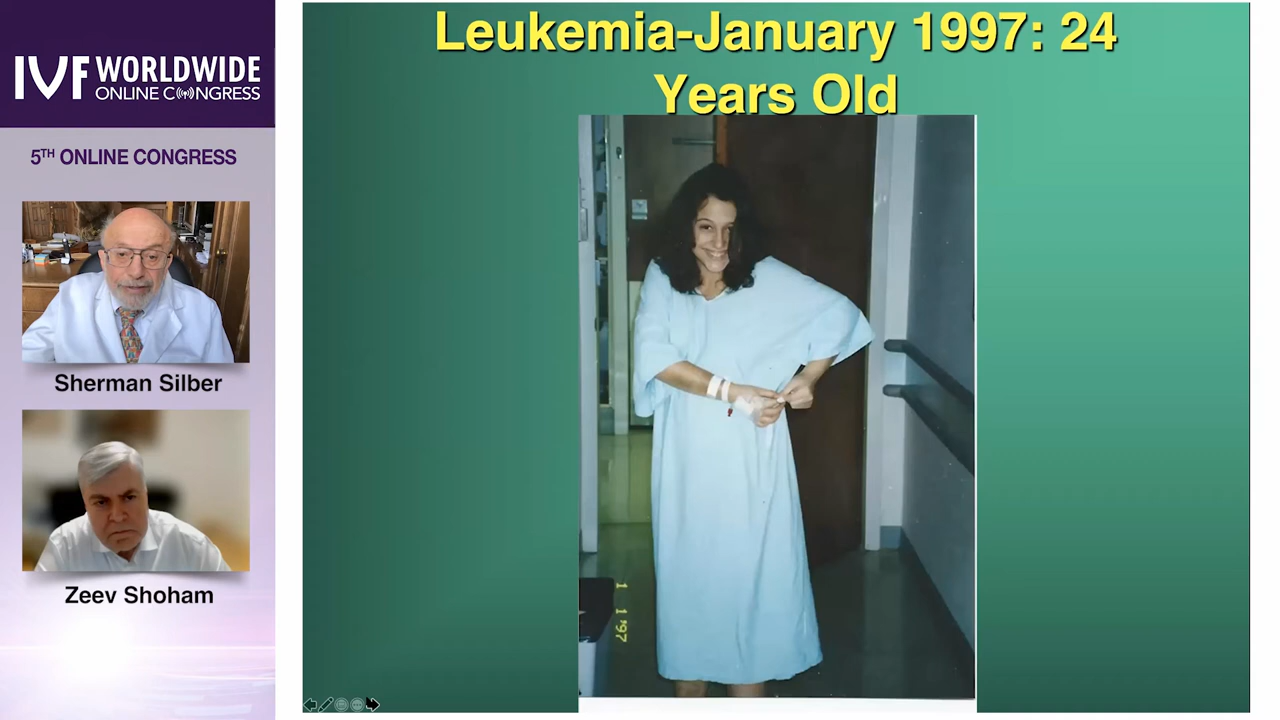 IVF WORLDWIDE
ONLINE CONGRESS
5TH ONLINE CONGRESS
Sherman Silber
Zeev Shoham
Leukemia-January 1997: 24
Years Old
1 1'97